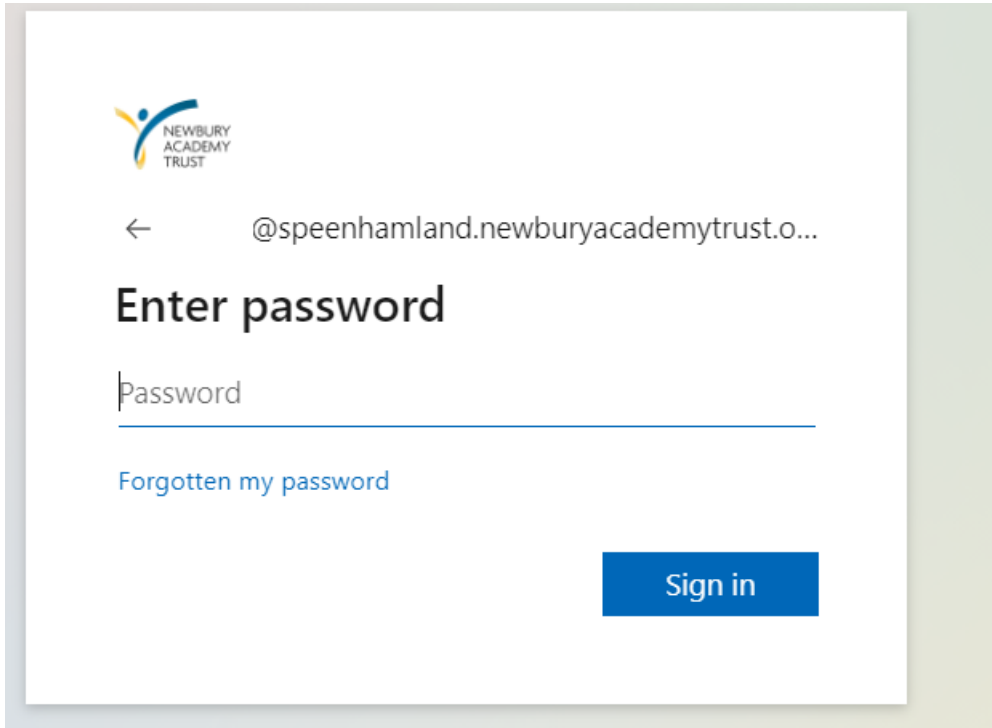 NEWBURY
ACADEMY
TRUST
@speenhamland.newburyacademytrust.o...
Enter password
Password
Forgotten my password
Sign in